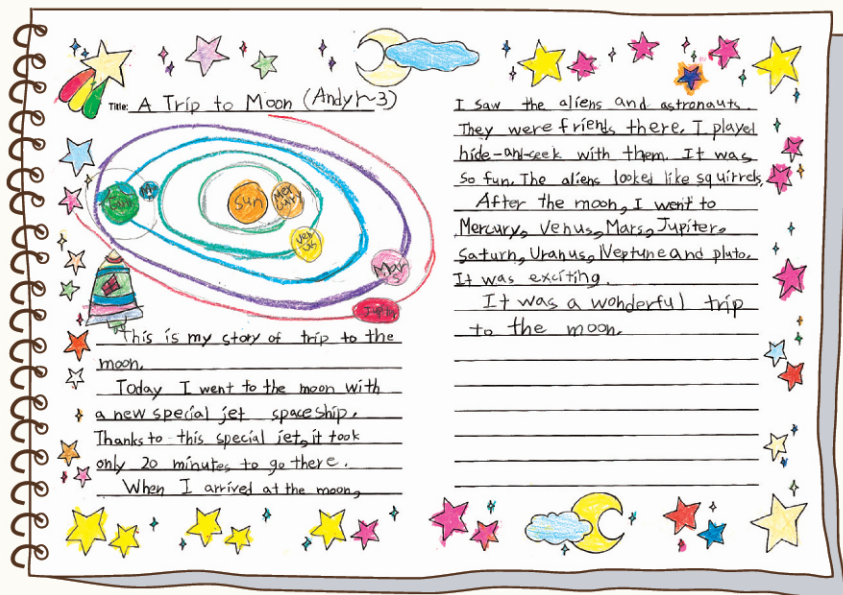 Title: A Trip to Moon (Andy 1~3)
Sun
Mercury
Venus
Mars
Jupiter
This is my story of trip to the
moon.
Today I went to the moon with
a new special jet spaceship.
Thanks to this special jet, it took
only 20 minutes to go there.
When I arrived at the moon,
I saw the aliens and astronauts.
They were friends there. I played
hide-and-seek with them. It was
so fun. The aliens looked like squirrels.
After the moon, I went to
Mercury, Venus, Mars, Jupiter,
Saturn, Uranus, Neptune and pluto.
It was exciting.
It was a wonderful trip
to the moon.